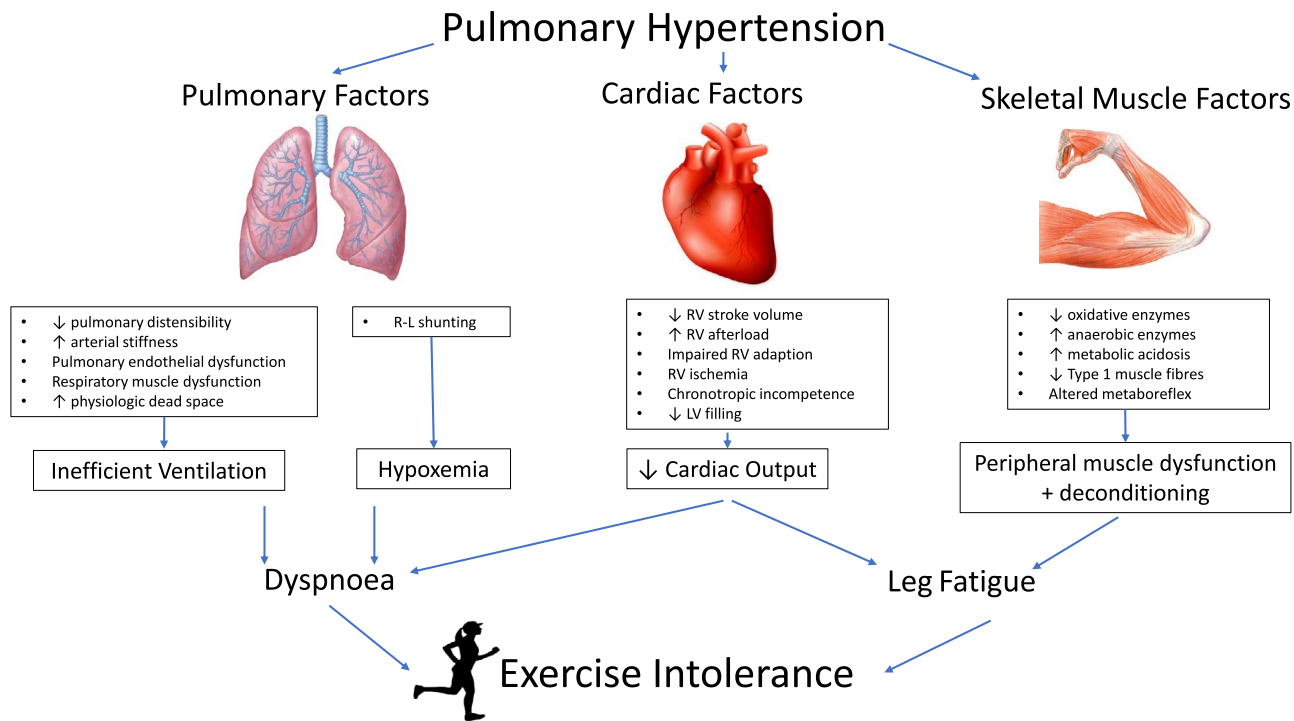 Pulmonary Hypertension
Pulmonary Factors
Cardiac Factors
Skeletal Muscle Factors
• ↓ pulmonary distensibility
• ↑ arterial stiffness
• Pulmonary endothelial dysfunction
• Respiratory muscle dysfunction
• ↑ physiologic dead space
• R-L shunting
• ↓ RV stroke volume
• ↑ RV afterload
• Impaired RV adaption
• RV ischemia
• Chronotropic incompetence
• ↓ LV filling
• ↓ oxidative enzymes
• ↑ anaerobic enzymes
• ↑ metabolic acidosis
• ↓ Type 1 muscle fibres
• Altered metaboreflex
Inefficient Ventilation
Hypoxemia
↓ Cardiac Output
Peripheral muscle dysfunction
+ deconditioning
Dyspnoea
Leg Fatigue
Exercise Intolerance